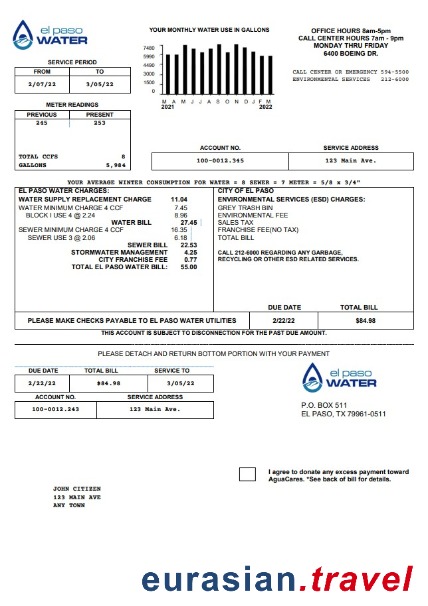 el paso
WATER
YOUR MONTHLY WATER USE IN GALLONS
7480
5984
4488
3000
1500
0
M A M J J A S O N D J F M
2021 2022
OFFICE HOURS 8am-5pm
CALL CENTER HOURS 7am - 9pm
MONDAY THRU FRIDAY
6400 BOEING DR.
CALL CENTER OR EMERGENCY 594-5500
ENVIRONMENTAL SERVICES 212-6000
SERVICE PERIOD
FROM TO
2/07/22 3/05/22
METER READINGS
PREVIOUS PRESENT
245 253
TOTAL CCFS 8
GALLONS 5,984
ACCOUNT NO. SERVICE ADDRESS
100-0012.345 123 Main Ave.
YOUR AVERAGE WINTER CONSUMPTION FOR WATER = 8 SEWER = 7 METER = 5/8 x 3/4"
EL PASO WATER CHARGES:
WATER SUPPLY REPLACEMENT CHARGE 11.04
WATER MINIMUM CHARGE 4 CCF 7.45
BLOCK I USE 4 @ 2.24 8.96
WATER BILL 27.45
SEWER MINIMUM CHARGE 4 CCF 16.35
SEWER USE 3 @ 2.06 6.18
SEWER BILL 22.53
STORMWATER MANAGEMENT 4.25
CITY FRANCHISE FEE 0.77
TOTAL EL PASO WATER BILL: 55.00
CITY OF EL PASO
ENVIRONMENTAL SERVICES (ESD) CHARGES:
GREY TRASH BIN
ENVIRONMENTAL FEE
SALES TAX
FRANCHISE FEE(NO TAX)
TOTAL BILL
CALL 212-6000 REGARDING ANY GARBAGE,
RECYCLING OR OTHER ESD RELATED SERVICES.
DUE DATE TOTAL BILL
PLEASE MAKE CHECKS PAYABLE TO EL PASO WATER UTILITIES 2/22/22 $84.98
THIS ACCOUNT IS SUBJECT TO DISCONNECTION FOR THE PAST DUE AMOUNT.
PLEASE DETACH AND RETURN BOTTOM PORTION WITH YOUR PAYMENT
DUE DATE TOTAL BILL SERVICE TO
2/22/22 $84.98 3/05/22
ACCOUNT NO. SERVICE ADDRESS
100-0012.243 123 Main Ave.
el paso
WATER
P.O. BOX 511
EL PASO, TX 79961-0511
I agree to donate any excess payment toward
AguaCares. *See back of bill for details.
JOHN CITIZEN
123 MAIN AVE
ANY TOWN
eurasian.travel